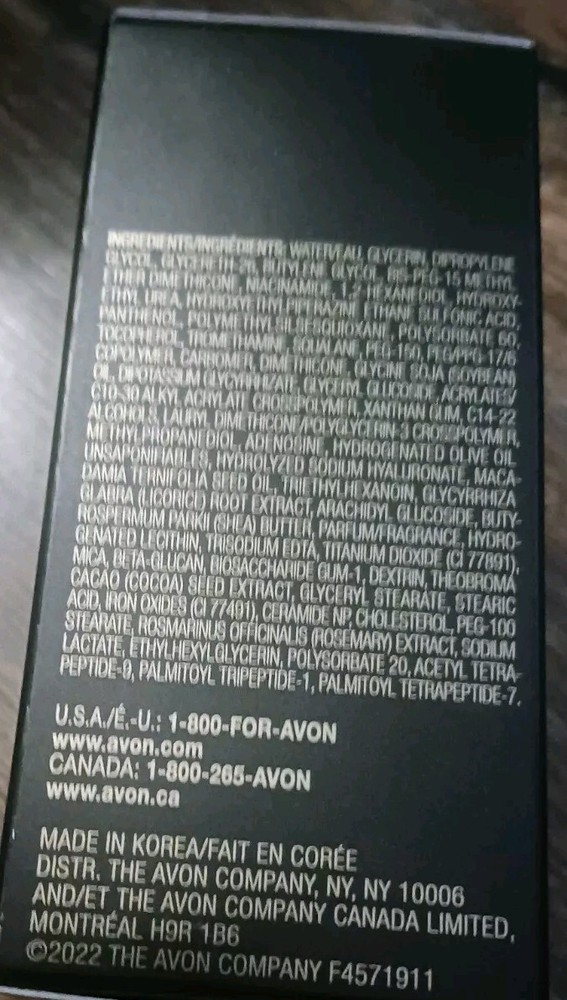 INGREDIENTS/INGRÉDIENTS: WATER/EAU, GLYCERIN, DIPROPYLENE
GLYCOL, GLYCERETH-26, BUTYLENE GLYCOL, BIS-PEG-15 METHYL
ETHER DIMETHICONE, NIACINAMIDE, 1,2-HEXANEDIOL, HYDROXY-
ETHYL UREA, HYDROXYETHYLPIPERAZINE ETHANE SULFONIC ACID,
PANTHENOL, POLYMETHYLSILSESQUIOXANE, POLYSORBATE 60,
TOCOPHEROL, TROMETHAMINE, SQUALANE, PEG-150, PEG/PPG-17/6
COPOLYMER, CARBOMER, DIMETHICONE, GLYCINE SOJA (SOYBEAN)
OIL, DIPOTASSIUM GLYCYRRHIZATE, GLYCERYL GLUCOSIDE, ACRYLATES/
C10-30 ALKYL ACRYLATE CROSSPOLYMER, XANTHAN GUM, C14-22
ALCOHOLS, LAURYL DIMETHICONE/POLYGLYCERIN-3 CROSSPOLYMER,
METHYLPROPANEDIOL, ADENOSINE, HYDROGENATED OLIVE OIL
UNSAPONIFIABLES, HYDROLYZED SODIUM HYALURONATE, MACA-
DAMIA TERNIFOLIA SEED OIL, TRIETHYLHEXANOIN, GLYCYRRHIZA
GLABRA (LICORICE) ROOT EXTRACT, ARACHIDYL GLUCOSIDE, BUTY-
ROSPERMUM PARKII (SHEA) BUTTER, PARFUM/FRAGRANCE, HYDRO-
GENATED LECITHIN, TRISODIUM EDTA, TITANIUM DIOXIDE (CI 77891),
MICA, BETA-GLUCAN, BIOSACCHARIDE GUM-1, DEXTRIN, THEOBROMA
CACAO (COCOA) SEED EXTRACT, GLYCERYL STEARATE, STEARIC
ACID, IRON OXIDES (CI 77491), CERAMIDE NP, CHOLESTEROL, PEG-100
STEARATE, ROSMARINUS OFFICINALIS (ROSEMARY) EXTRACT, SODIUM
LACTATE, ETHYLHEXYLGLYCERIN, POLYSORBATE 20, ACETYL TETRA-
PEPTIDE-9, PALMITOYL TRIPEPTIDE-1, PALMITOYL TETRAPEPTIDE-7.
U.S.A./É.-U.: 1-800-FOR-AVON
www.avon.com
CANADA: 1-800-265-AVON
www.avon.ca
MADE IN KOREA/FAIT EN CORÉE
DISTR. THE AVON COMPANY, NY, NY 10006
AND/ET THE AVON COMPANY CANADA LIMITED,
MONTRÉAL H9R 1B6
©2022 THE AVON COMPANY F4571911